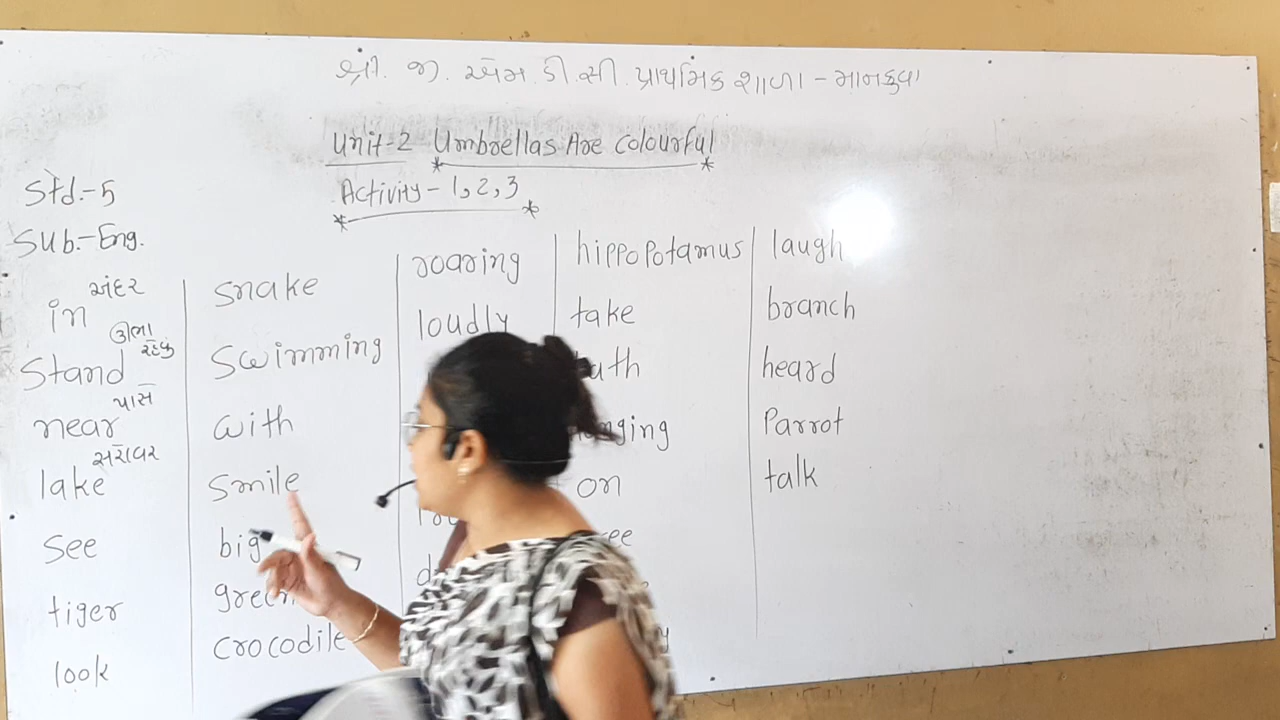 શ્રી. જી. એમ. ડી. સી. પ્રાથમિક શાળા - માનકુવા
Unit-2 Umbrellas Are Colourful
Activity - 1, 2, 3
Std.-5
Sub.-Eng.
અંદર
in
ઊભા રહેવું
Stand
પાસે
near
સરોવર
lake
see
tiger
look
snake
swimming
with
smile
big
green
crocodile
roaring
loudly
hippopotamus
take
on
laugh
branch
heard
Parrot
talk